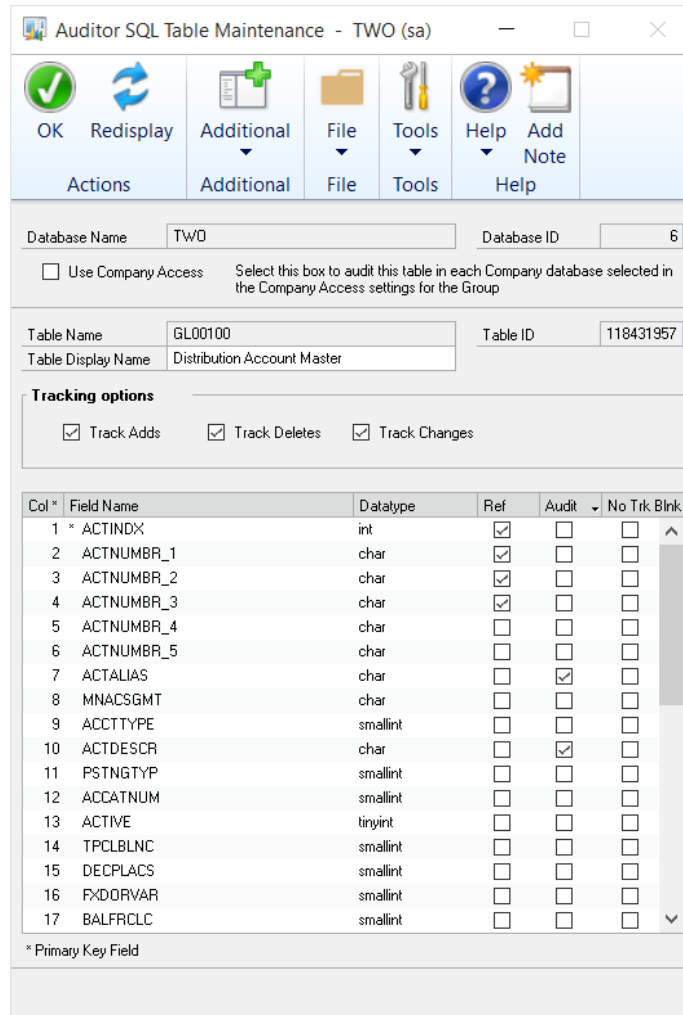 Auditor SQL Table Maintenance - TWO (sa)
OK Redisplay Additional File Tools Help Add Note
Actions Additional File Tools Help
Database Name TWO Database ID 6
Use Company Access Select this box to audit this table in each Company database selected in
the Company Access settings for the Group
Table Name GL00100 Table ID 118431957
Table Display Name Distribution Account Master
Tracking options
Track Adds Track Deletes Track Changes
Col * Field Name Datatype Ref Audit No Trk Blnk
1 * ACTINDX int
2 ACTNUMBR_1 char
3 ACTNUMBR_2 char
4 ACTNUMBR_3 char
5 ACTNUMBR_4 char
6 ACTNUMBR_5 char
7 ACTALIAS char
8 MNACSGMT char
9 ACCTTYPE smallint
10 ACTDESCR char
11 PSTNGTYP smallint
12 ACCATNUM smallint
13 ACTIVE tinyint
14 TPCLBLNC smallint
15 DECPLACS smallint
16 FXDORVAR smallint
17 BALFRCLC smallint
* Primary Key Field